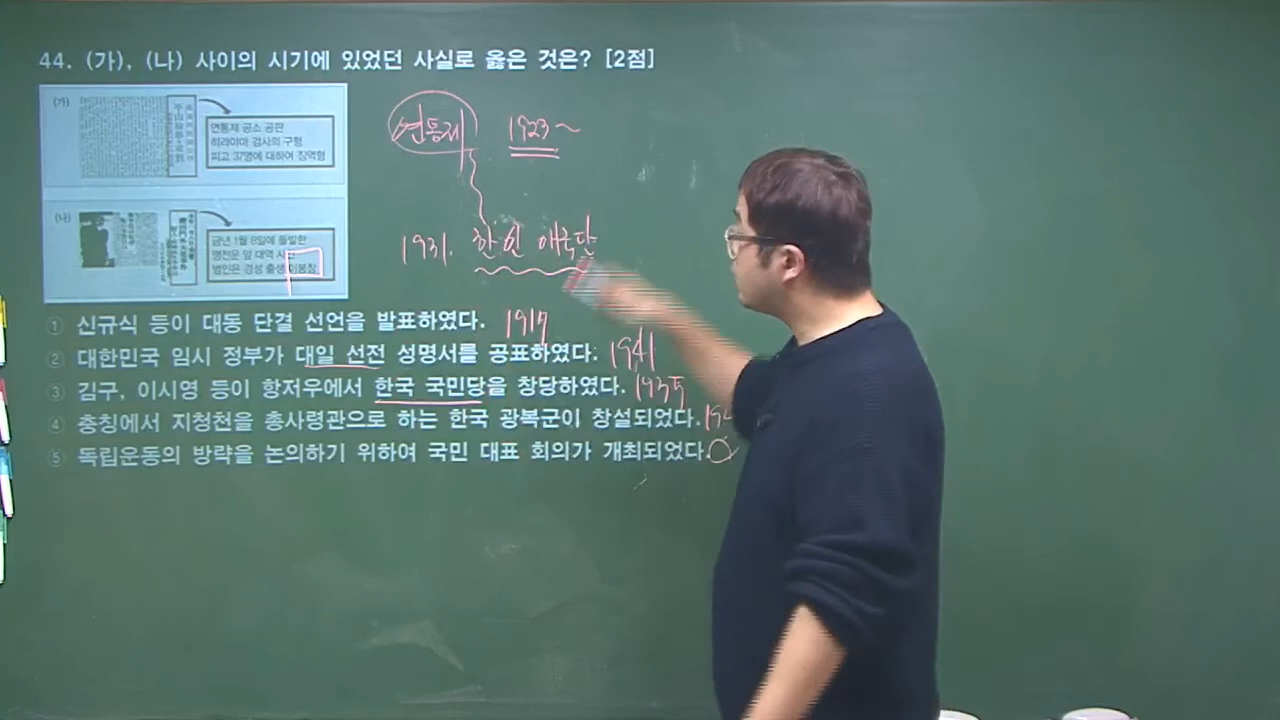 44. (가), (나) 사이의 시기에 있었던 사실로 옳은 것은? [2점]
(가)
연통제 공소 공판
히라야마 검사의 구형
피고 37명에 대하여 징역형
(나)
금년 1월 8일에 돌발한
앵전문 앞 대역 사
범인은 경성 출생 이봉창
연통제 1923~
1931. 한인 애국단
① 신규식 등이 대동 단결 선언을 발표하였다. 1917
② 대한민국 임시 정부가 대일 선전 성명서를 공표하였다. 1941
③ 김구, 이시영 등이 항저우에서 한국 국민당을 창당하였다. 1935
④ 충칭에서 지청천을 총사령관으로 하는 한국 광복군이 창설되었다. 194
⑤ 독립운동의 방략을 논의하기 위하여 국민 대표 회의가 개최되었다.